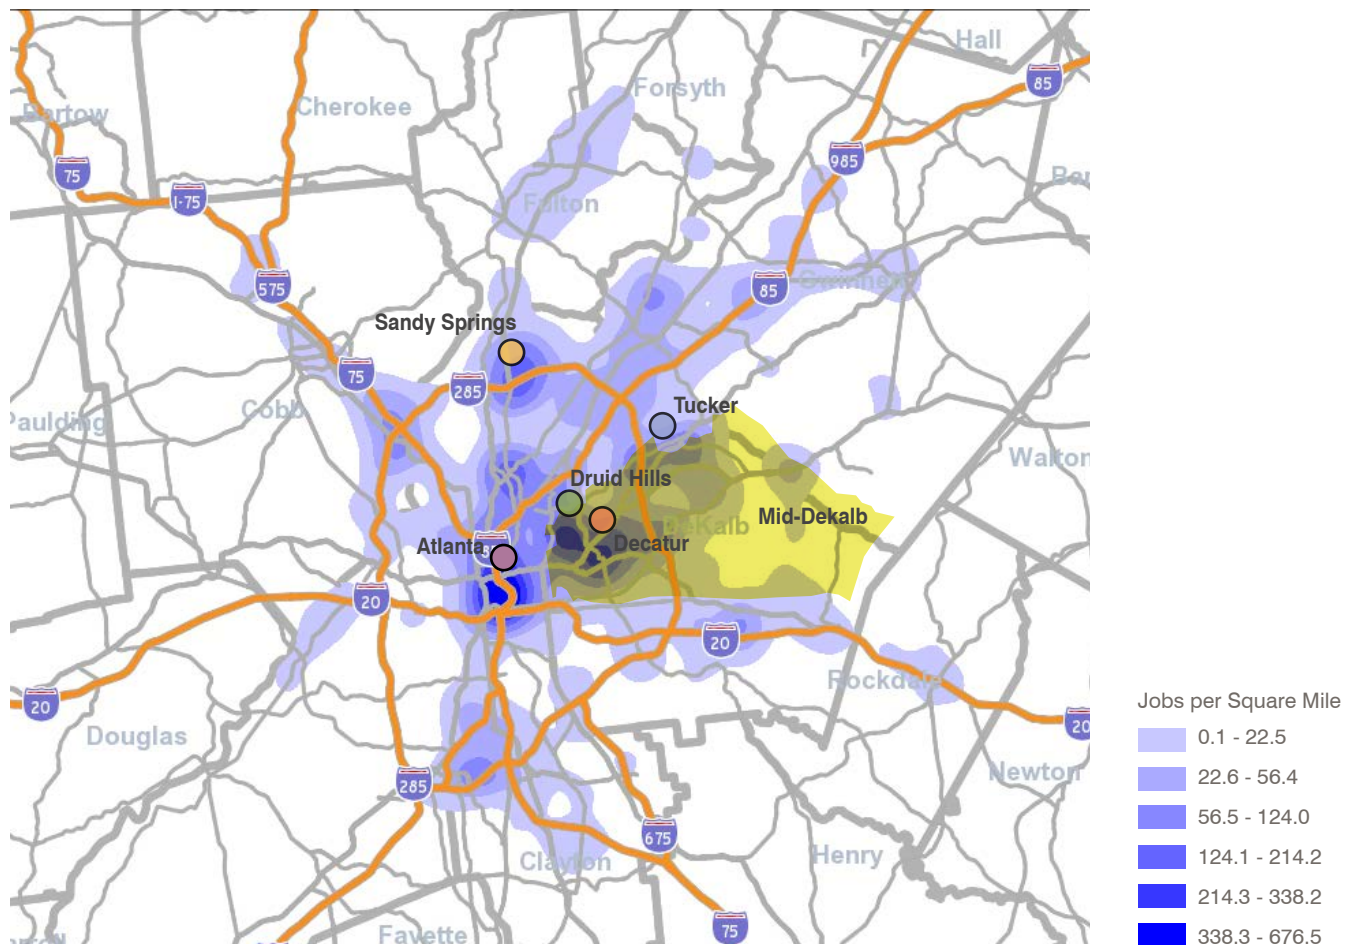 Hall
85
Forsyth
Bartow
Cherokee
985
75
I-75
Fulton
85
Gwinnett
575
Sandy Springs
75
285
Tucker
Cobb
Paulding
Walton
Druid Hills
Mid-Dekalb
DeKalb
Decatur
Atlanta
20
20
Rockdale
20
20
Douglas
Newton
285
675
Henry
Clayton
75
Fayette
Jobs per Square Mile
0.1 - 22.5
22.6 - 56.4
56.5 - 124.0
124.1 - 214.2
214.3 - 338.2
338.3 - 676.5